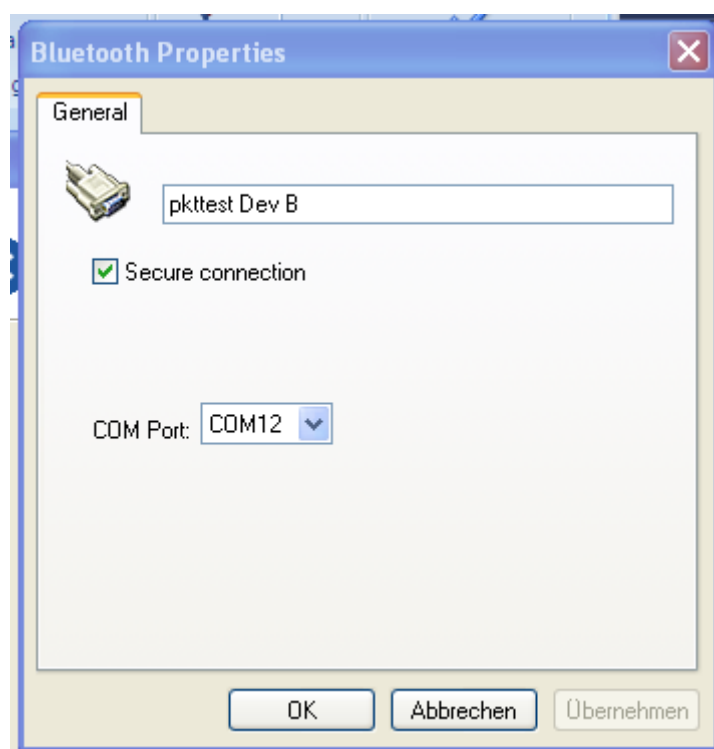 Bluetooth Properties
General
pkttest Dev B
Secure connection
COM Port: COM12
OK Abbrechen Übernehmen